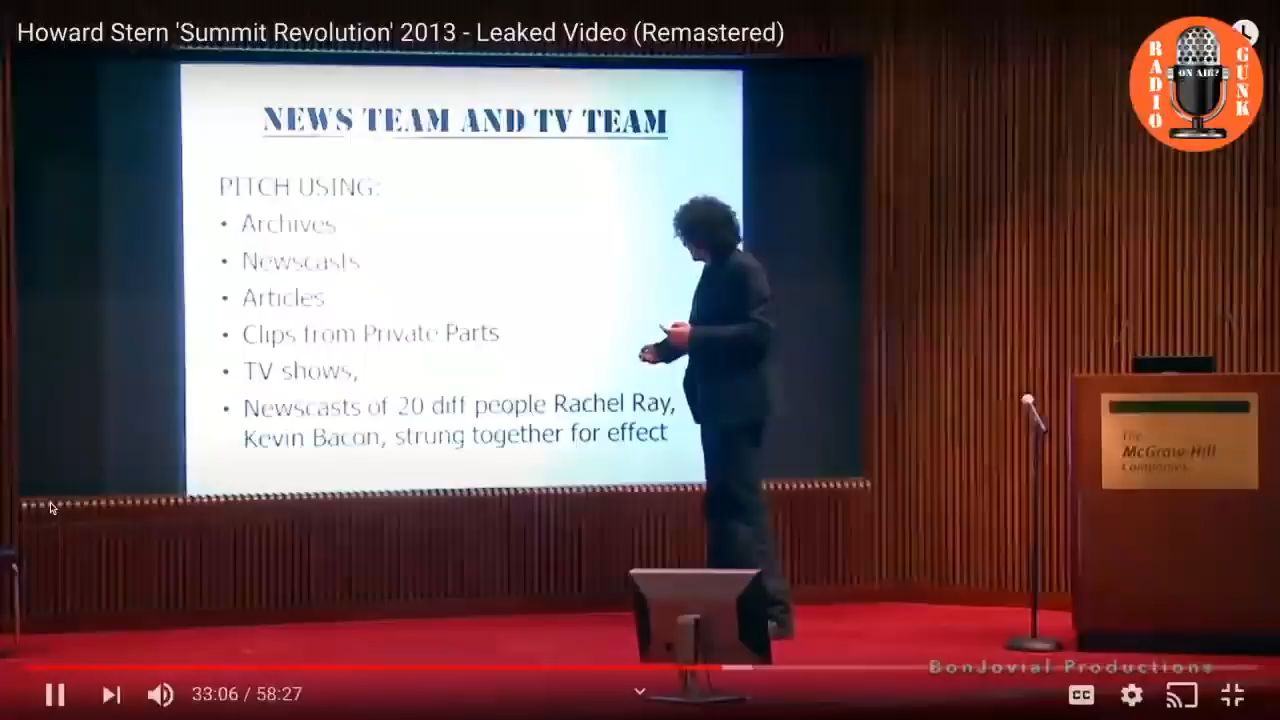 Howard Stern 'Summit Revolution' 2013 - Leaked Video (Remastered)
RADIO
ON AIR?
GUNK
NEWS TEAM AND TV TEAM
PITCH USING:
• Archives
• Newscasts
• Articles
• Clips from Private Parts
• TV shows,
• Newscasts of 20 diff people Rachel Ray,
Kevin Bacon, strung together for effect
The
McGraw-Hill
Companies
BonJovial Productions
33:06 / 58:27
CC